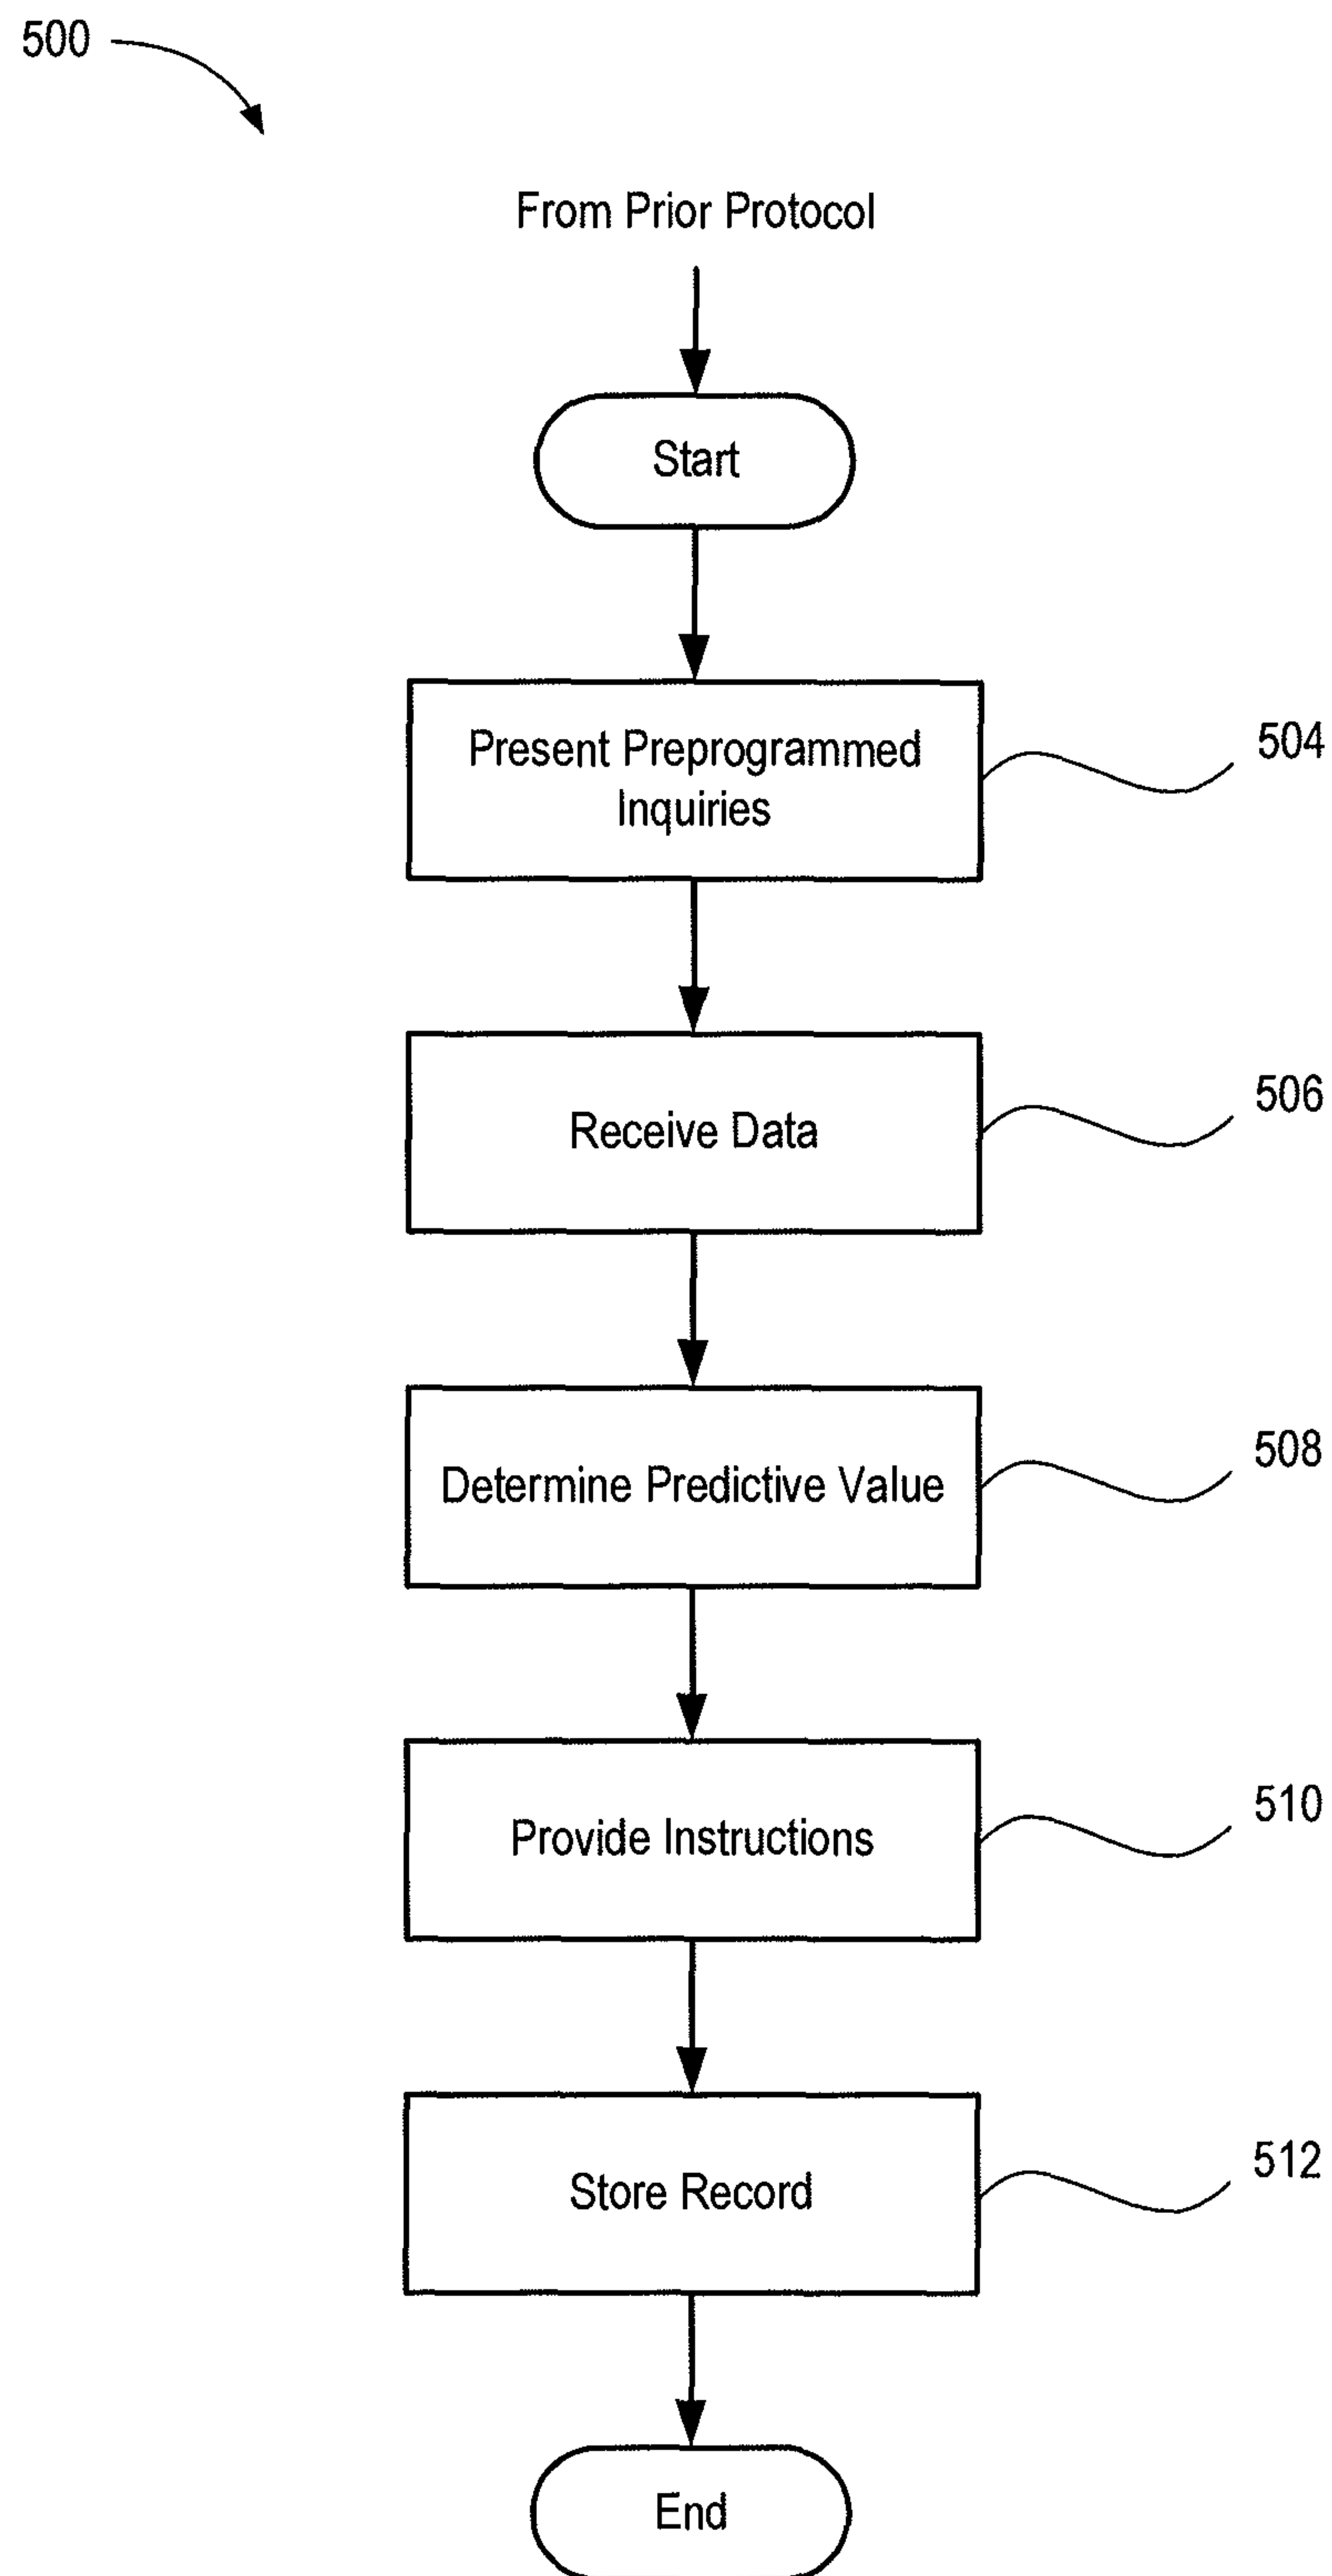 500
From Prior Protocol
Start
Present Preprogrammed
Inquiries
504
Receive Data
506
Determine Predictive Value
508
Provide Instructions
510
Store Record
512
End